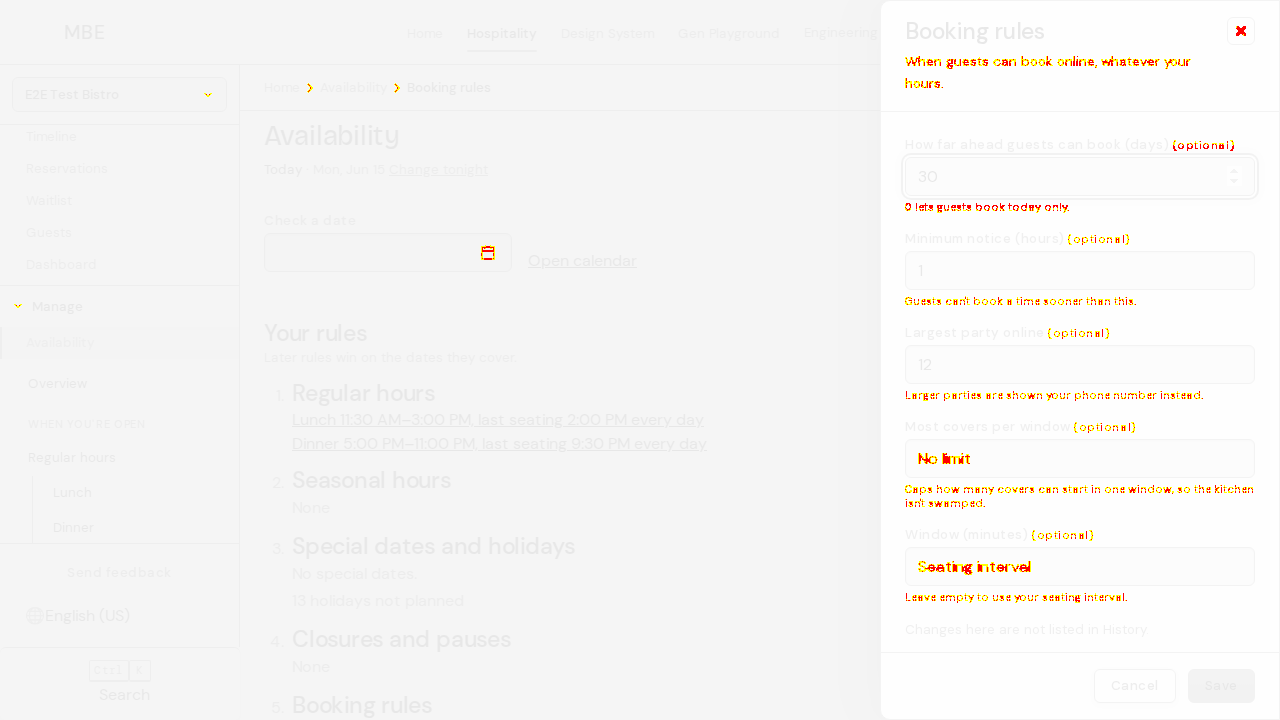 MBE
Home
Hospitality
Design System
Gen Playground
Engineering
E2E Test Bistro
Timeline
Reservations
Waitlist
Guests
Dashboard
Manage
Availability
Overview
WHEN YOU'RE OPEN
Regular hours
Lunch
Dinner
Send feedback
English (US)
Ctrl K
Search
Home Availability Booking rules
Availability
Today · Mon, Jun 15 Change tonight
Check a date
Open calendar
Your rules
Later rules win on the dates they cover.
1. Regular hours
Lunch 11:30 AM–3:00 PM, last seating 2:00 PM every day
Dinner 5:00 PM–11:00 PM, last seating 9:30 PM every day
2. Seasonal hours
None
3. Special dates and holidays
No special dates.
13 holidays not planned
4. Closures and pauses
None
5. Booking rules
Booking rules
When guests can book online, whatever your
hours.
How far ahead guests can book (days) (optional)
30
0 lets guests book today only.
Minimum notice (hours) (optional)
1
Guests can't book a time sooner than this.
Largest party online (optional)
12
Larger parties are shown your phone number instead.
Most covers per window (optional)
No limit
Caps how many covers can start in one window, so the kitchen
isn't swamped.
Window (minutes) (optional)
Seating interval
Leave empty to use your seating interval.
Changes here are not listed in History.
Cancel
Save